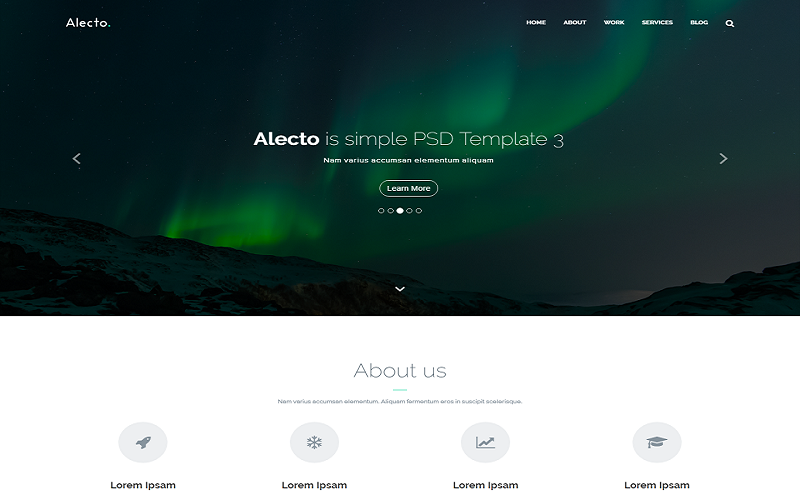 Alecto.
HOME ABOUT WORK SERVICES BLOG
Alecto is simple PSD Template 3
Nam varius accumsan elementum aliquam
Learn More
About us
Nam varius accumsan elementum. Aliquam fermentum eros in suscipit scelerisque.
Lorem Ipsam Lorem Ipsam Lorem Ipsam Lorem Ipsam